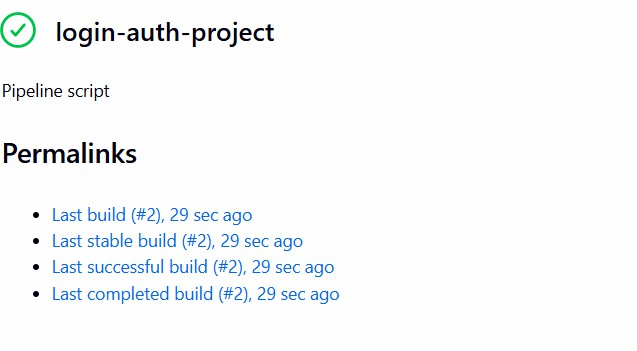 login-auth-project
Pipeline script
Permalinks
Last build (#2), 29 sec ago
Last stable build (#2), 29 sec ago
Last successful build (#2), 29 sec ago
Last completed build (#2), 29 sec ago